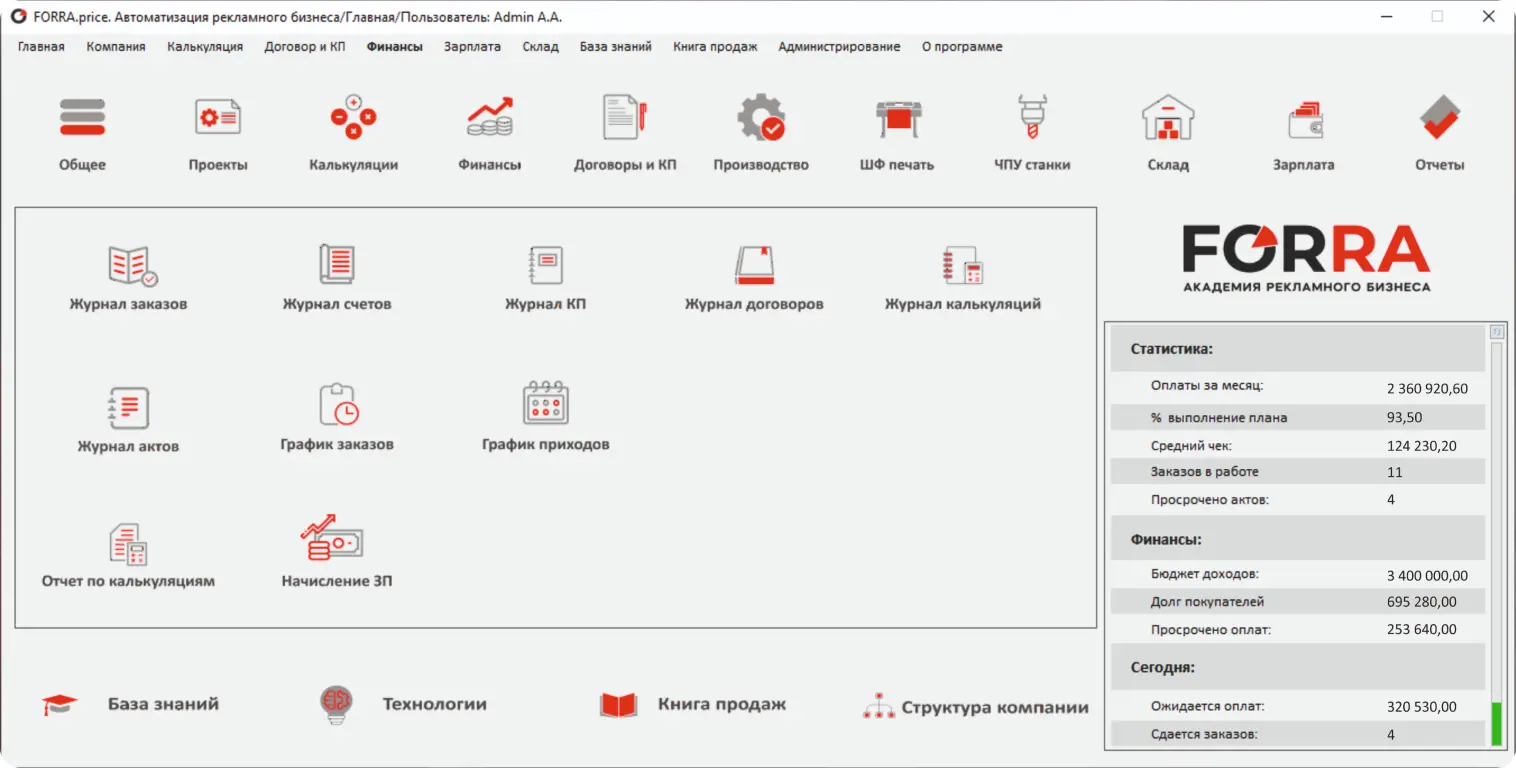 FORRA.price. Автоматизация рекламного бизнеса/Главная/Пользователь: Admin A.A.
Главная Компания Калькуляция Договор и КП Финансы Зарплата Склад База знаний Книга продаж Администрирование О программе
Общее Проекты Калькуляции Финансы Договоры и КП Производство ШФ печать ЧПУ станки Склад Зарплата Отчеты
Журнал заказов Журнал счетов Журнал КП Журнал договоров Журнал калькуляций
Журнал актов График заказов График приходов
Отчет по калькуляциям Начисление ЗП
База знаний Технологии Книга продаж Структура компании
FORRA
АКАДЕМИЯ РЕКЛАМНОГО БИЗНЕСА
Статистика:
Оплаты за месяц: 2 360 920,60
% выполнение плана 93,50
Средний чек: 124 230,20
Заказов в работе 11
Просрочено актов: 4
Финансы:
Бюджет доходов: 3 400 000,00
Долг покупателей 695 280,00
Просрочено оплат: 253 640,00
Сегодня:
Ожидается оплат: 320 530,00
Сдается заказов: 4